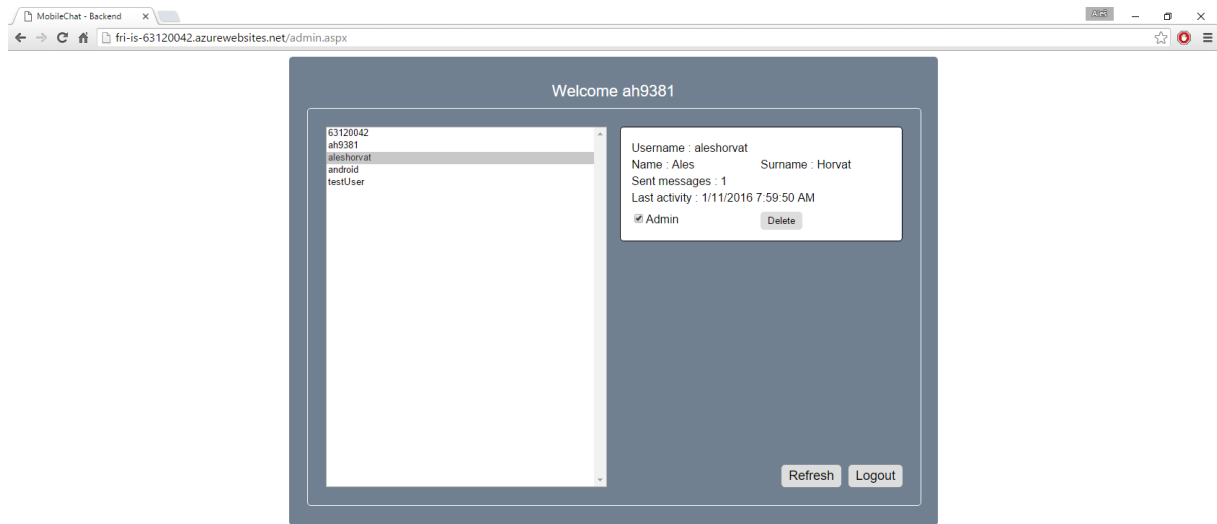 MobileChat - Backend
Aleš
fri-is-63120042.azurewebsites.net/admin.aspx
Welcome ah9381
63120042
ah9381
aleshorvat
android
testUser
Username : aleshorvat
Name : Ales Surname : Horvat
Sent messages : 1
Last activity : 1/11/2016 7:59:50 AM
Admin Delete
Refresh Logout